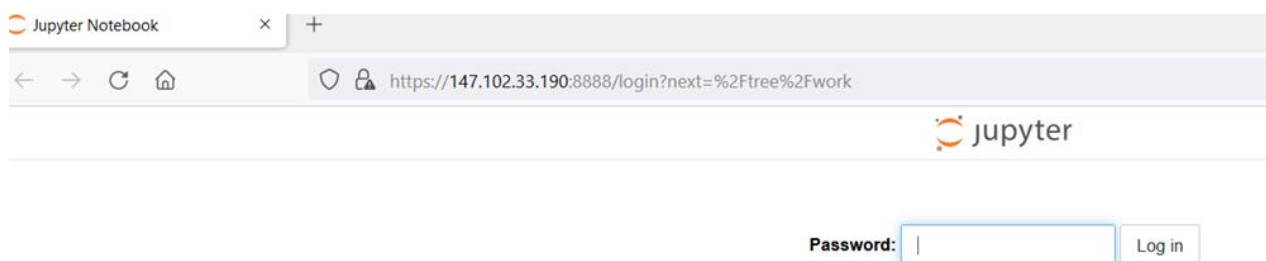 Jupyter Notebook
https://147.102.33.190:8888/login?next=%2Ftree%2Fwork
jupyter
Password: Log in